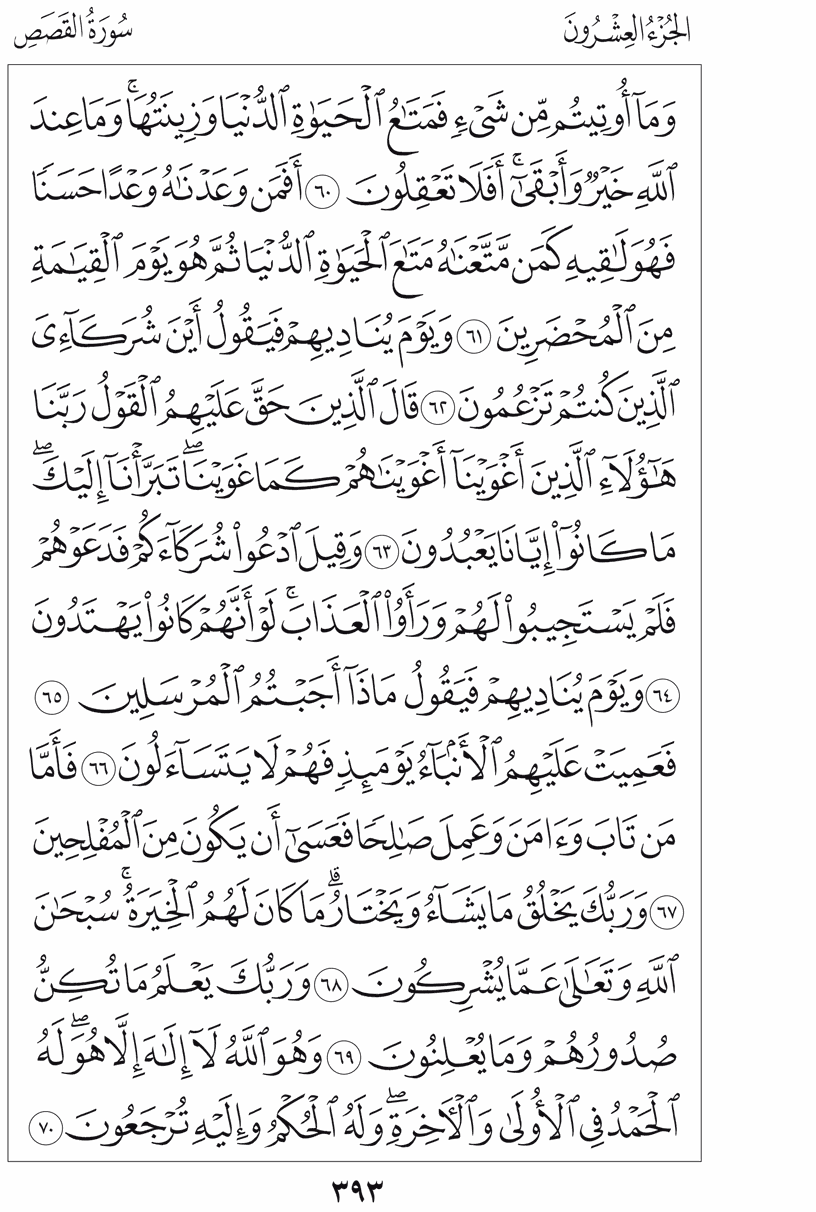 الجُزْءُ العِشْرُونَ
سُورَةُ القَصَصِ
وَمَآ أُوتِيتُم مِّن شَىْءٍ فَمَتَٰعُ ٱلْحَيَوٰةِ ٱلدُّنْيَا وَزِينَتُهَا ۚ وَمَا عِندَ
ٱللَّهِ خَيْرٌ وَأَبْقَىٰٓ ۚ أَفَلَا تَعْقِلُونَ ٦٠ أَفَمَن وَعَدْنَٰهُ وَعْدًا حَسَنًا
فَهُوَ لَٰقِيهِ كَمَن مَّتَّعْنَٰهُ مَتَٰعَ ٱلْحَيَوٰةِ ٱلدُّنْيَا ثُمَّ هُوَ يَوْمَ ٱلْقِيَٰمَةِ
مِنَ ٱلْمُحْضَرِينَ ٦١ وَيَوْمَ يُنَادِيهِمْ فَيَقُولُ أَيْنَ شُرَكَآءِىَ
ٱلَّذِينَ كُنتُمْ تَزْعُمُونَ ٦٢ قَالَ ٱلَّذِينَ حَقَّ عَلَيْهِمُ ٱلْقَوْلُ رَبَّنَا
هَٰٓؤُلَآءِ ٱلَّذِينَ أَغْوَيْنَآ أَغْوَيْنَٰهُمْ كَمَا غَوَيْنَا ۖ تَبَرَّأْنَآ إِلَيْكَ ۖ
مَا كَانُوٓا۟ إِيَّانَا يَعْبُدُونَ ٦٣ وَقِيلَ ٱدْعُوا۟ شُرَكَآءَكُمْ فَدَعَوْهُمْ
فَلَمْ يَسْتَجِيبُوا۟ لَهُمْ وَرَأَوُا۟ ٱلْعَذَابَ ۚ لَوْ أَنَّهُمْ كَانُوا۟ يَهْتَدُونَ
٦٤ وَيَوْمَ يُنَادِيهِمْ فَيَقُولُ مَاذَآ أَجَبْتُمُ ٱلْمُرْسَلِينَ ٦٥
فَعَمِيَتْ عَلَيْهِمُ ٱلْأَنۢبَآءُ يَوْمَئِذٍ فَهُمْ لَا يَتَسَآءَلُونَ ٦٦ فَأَمَّا
مَن تَابَ وَءَامَنَ وَعَمِلَ صَٰلِحًا فَعَسَىٰٓ أَن يَكُونَ مِنَ ٱلْمُفْلِحِينَ
٦٧ وَرَبُّكَ يَخْلُقُ مَا يَشَآءُ وَيَخْتَارُ ۗ مَا كَانَ لَهُمُ ٱلْخِيَرَةُ ۚ سُبْحَٰنَ
ٱللَّهِ وَتَعَٰلَىٰ عَمَّا يُشْرِكُونَ ٦٨ وَرَبُّكَ يَعْلَمُ مَا تُكِنُّ
صُدُورُهُمْ وَمَا يُعْلِنُونَ ٦٩ وَهُوَ ٱللَّهُ لَآ إِلَٰهَ إِلَّا هُوَ ۖ لَهُ
ٱلْحَمْدُ فِى ٱلْأُولَىٰ وَٱلْءَاخِرَةِ ۖ وَلَهُ ٱلْحُكْمُ وَإِلَيْهِ تُرْجَعُونَ ٧٠
٣٩٣